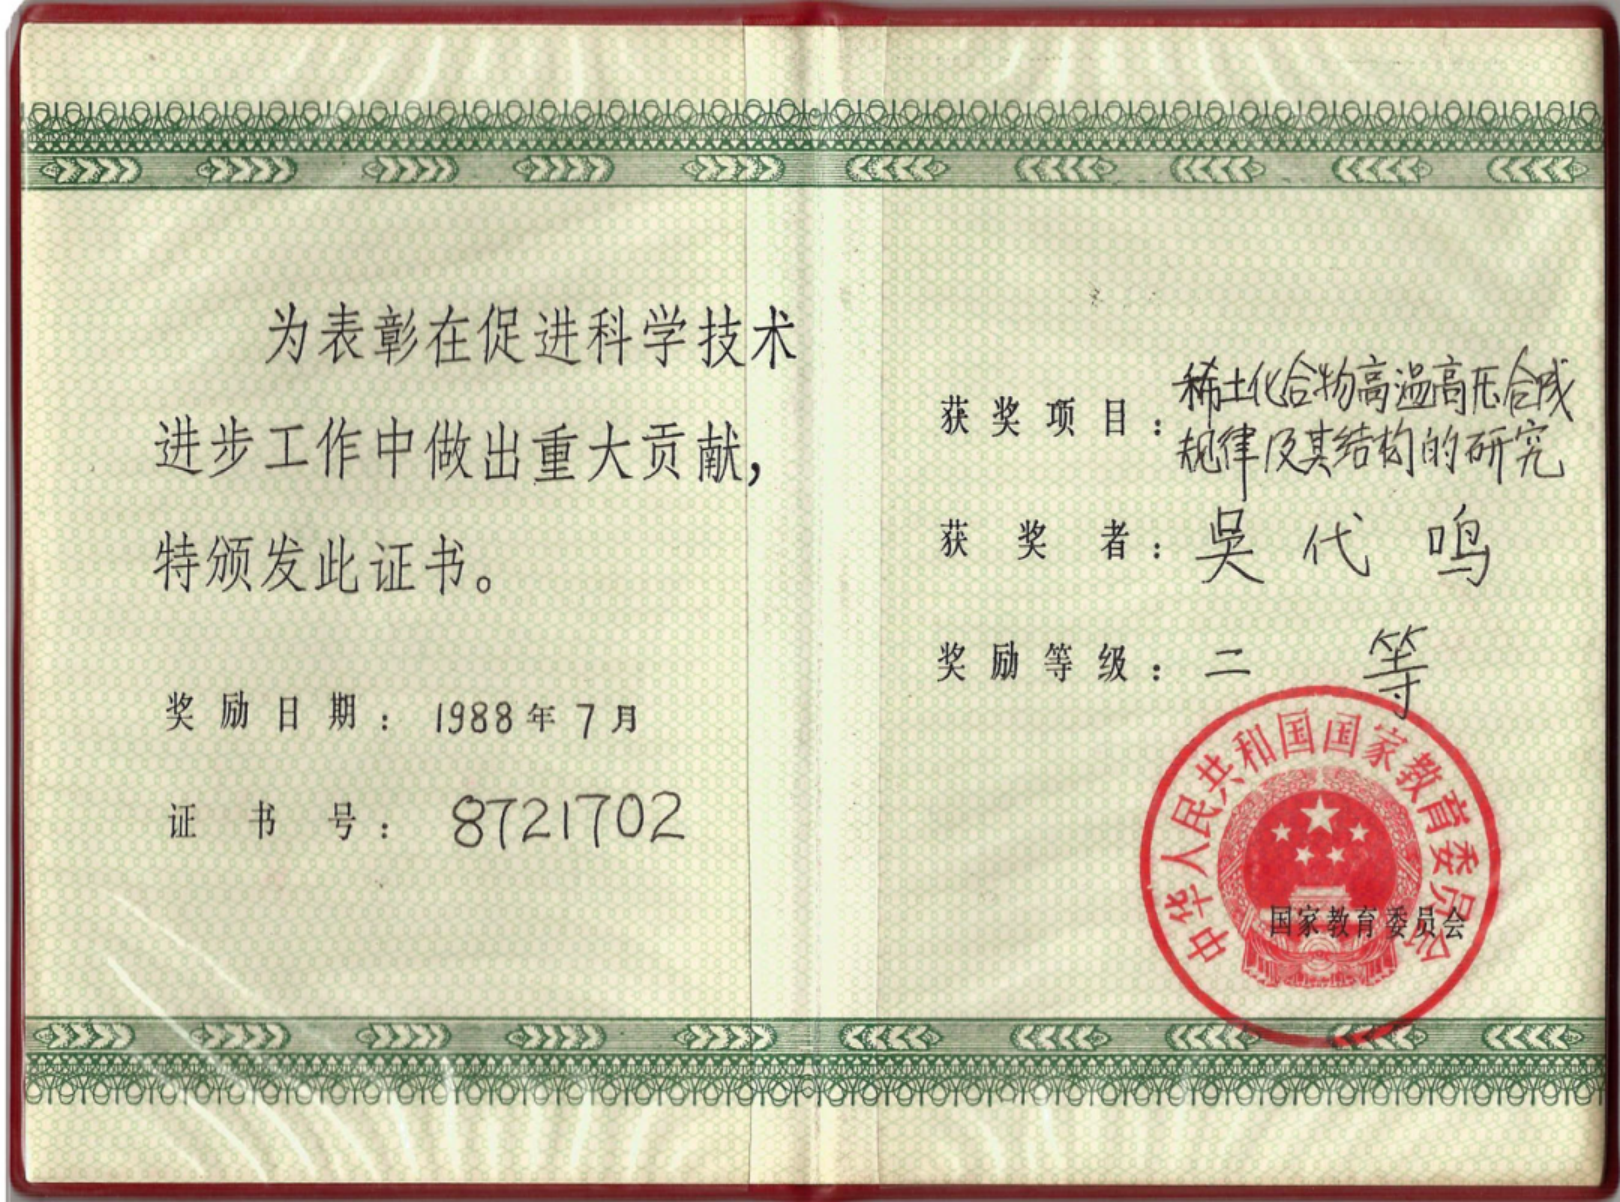 为表彰在促进科学技术
进步工作中做出重大贡献,
特颁发此证书。
奖励日期：1988年7月
证书号：8721702
获奖项目：稀土化合物高温高压合成
规律及其结构的研究
获奖者：吴代鸣
奖励等级：二等
中华人民共和国国家教育委员会
国家教育委员会